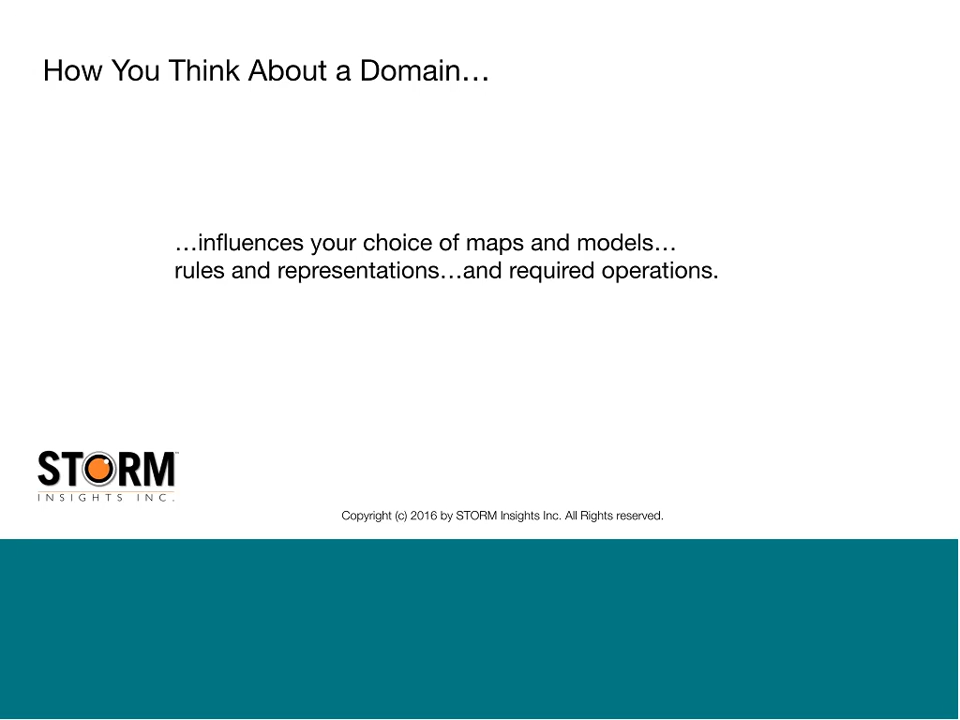 How You Think About a Domain…
…influences your choice of maps and models…
rules and representations…and required operations.
STORM™
INSIGHTS INC.
Copyright (c) 2016 by STORM Insights Inc. All Rights reserved.